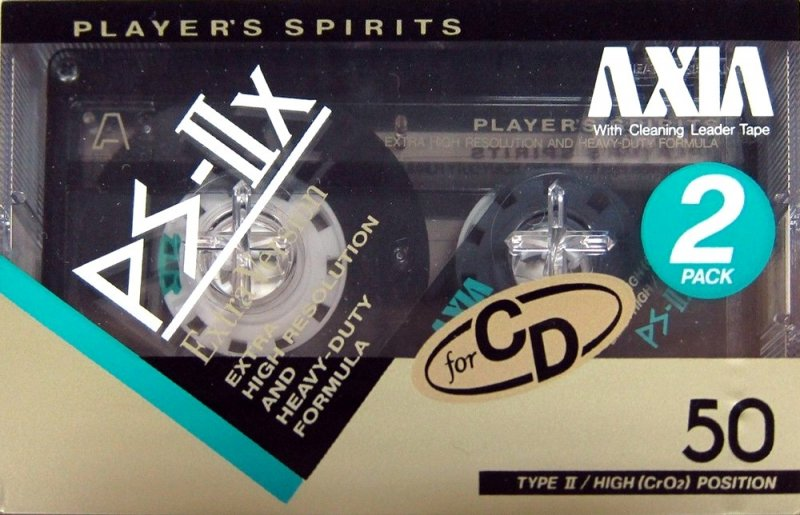 PLAYER'S SPIRITS
AXIA
With Cleaning Leader Tape
A
PLAYER'S SPIRITS
EXTRA HIGH RESOLUTION AND HEAVY-DUTY FORMULA
PS-IIx
Extra Version
EXTRA
HIGH RESOLUTION
AND
HEAVY-DUTY
FORMULA
2
PACK
AXIA
PS-IIx
for CD
50
TYPE II / HIGH (CrO2) POSITION